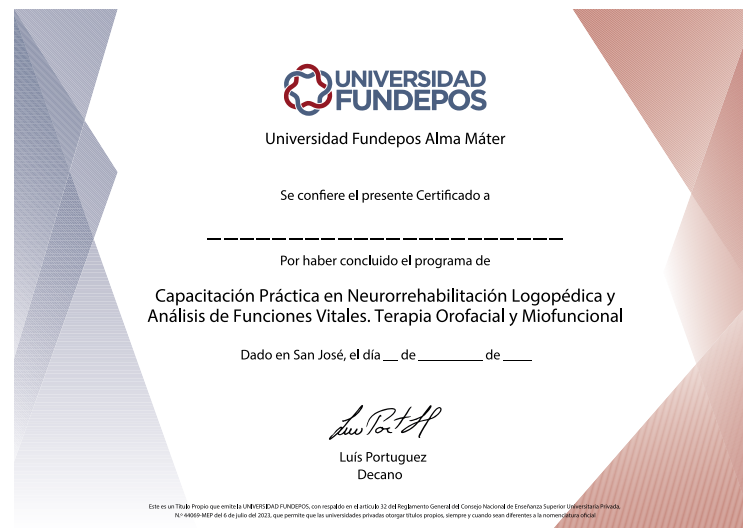 UNIVERSIDAD
FUNDEPOS
Universidad Fundepos Alma Máter
Se confiere el presente Certificado a
Por haber concluido el programa de
Capacitación Práctica en Neurorrehabilitación Logopédica y
Análisis de Funciones Vitales. Terapia Orofacial y Miofuncional
Dado en San José, el día __ de ________ de ____
Luís Portuguez
Decano
Este es un Título Propio que emite la UNIVERSIDAD FUNDEPOS, con respaldo en el artículo 32 del Reglamento General del Consejo Nacional de Enseñanza Superior Universitaria Privada,
N.º 44069-MEP del 6 de julio del 2023, que permite que las universidades privadas otorgar títulos propios, siempre y cuando sean diferentes a la nomenclatura oficial.